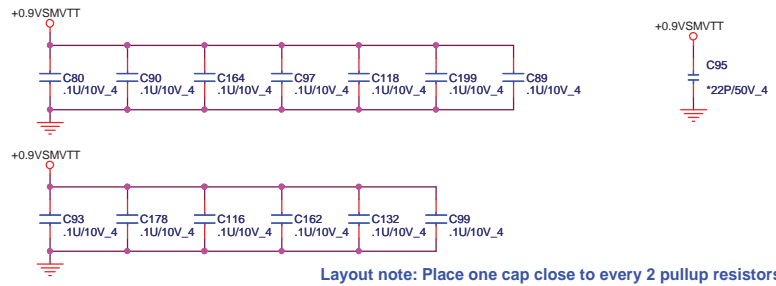 +0.9VSMVTT
+0.9VSMVTT
C80 C90 C164 C97 C118 C199 C89
.1U/10V_4 .1U/10V_4 .1U/10V_4 .1U/10V_4 .1U/10V_4 .1U/10V_4 .1U/10V_4
C95
*22P/50V_4
+0.9VSMVTT
C93 C178 C116 C162 C132 C99
.1U/10V_4 .1U/10V_4 .1U/10V_4 .1U/10V_4 .1U/10V_4 .1U/10V_4
Layout note: Place one cap close to every 2 pullup resistors